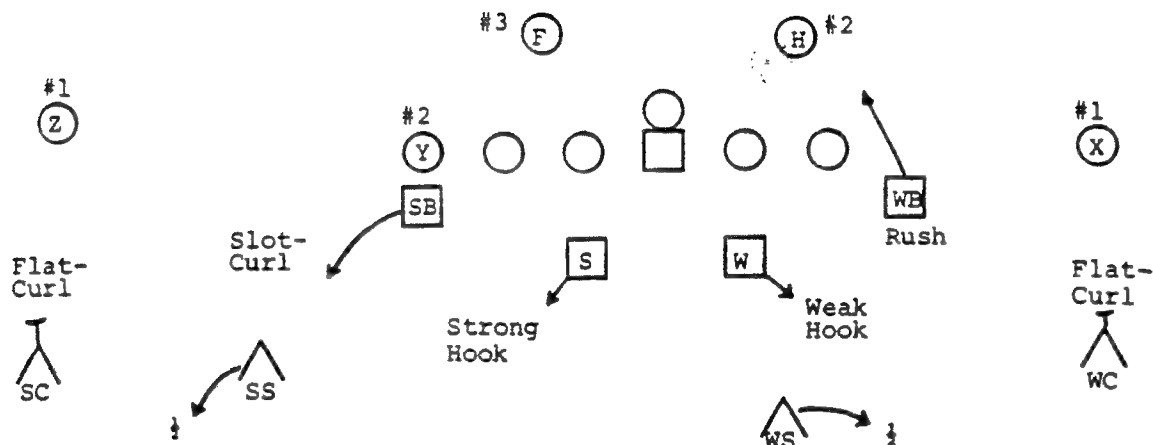 #3 F
H #2
#1
Z
#2
Y
#1
X
SB
WB
Rush
Slot-
Curl
S
W
Flat-
Curl
Flat-
Curl
Weak
Hook
Strong
Hook
SC
SS
WC
½
WS
½